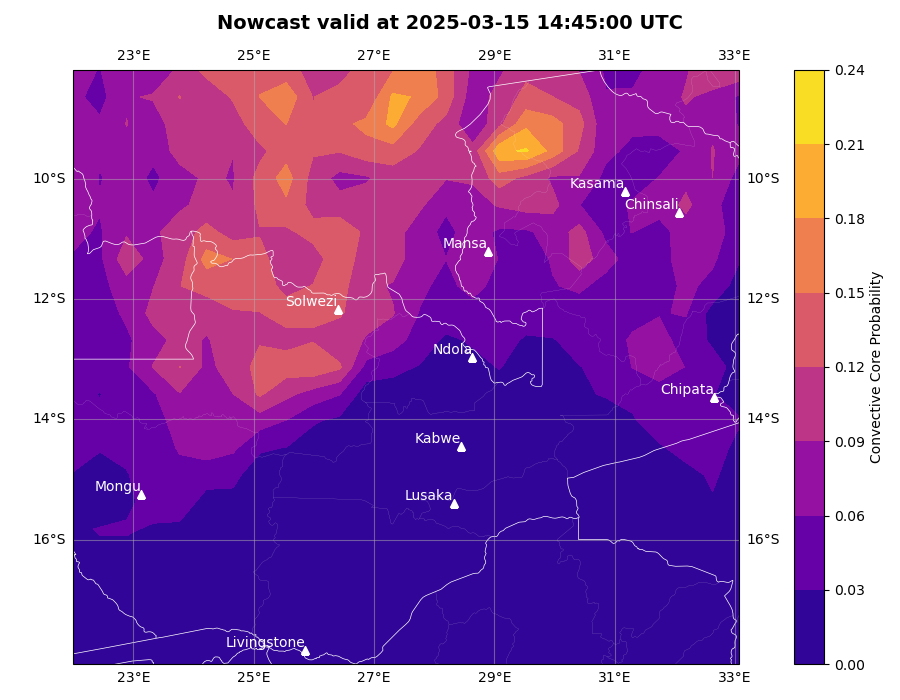 Nowcast valid at 2025-03-15 14:45:00 UTC
23°E 25°E 27°E 29°E 31°E 33°E
0.24
0.21
10°S Kasama 10°S
Chinsali
0.18
Mansa
0.15
12°S Solwezi 12°S
Ndola
0.12
Chipata
14°S 14°S
Kabwe
0.09
Mongu
Lusaka
0.06
16°S 16°S
0.03
Livingstone
0.00
23°E 25°E 27°E 29°E 31°E 33°E
Convective Core Probability